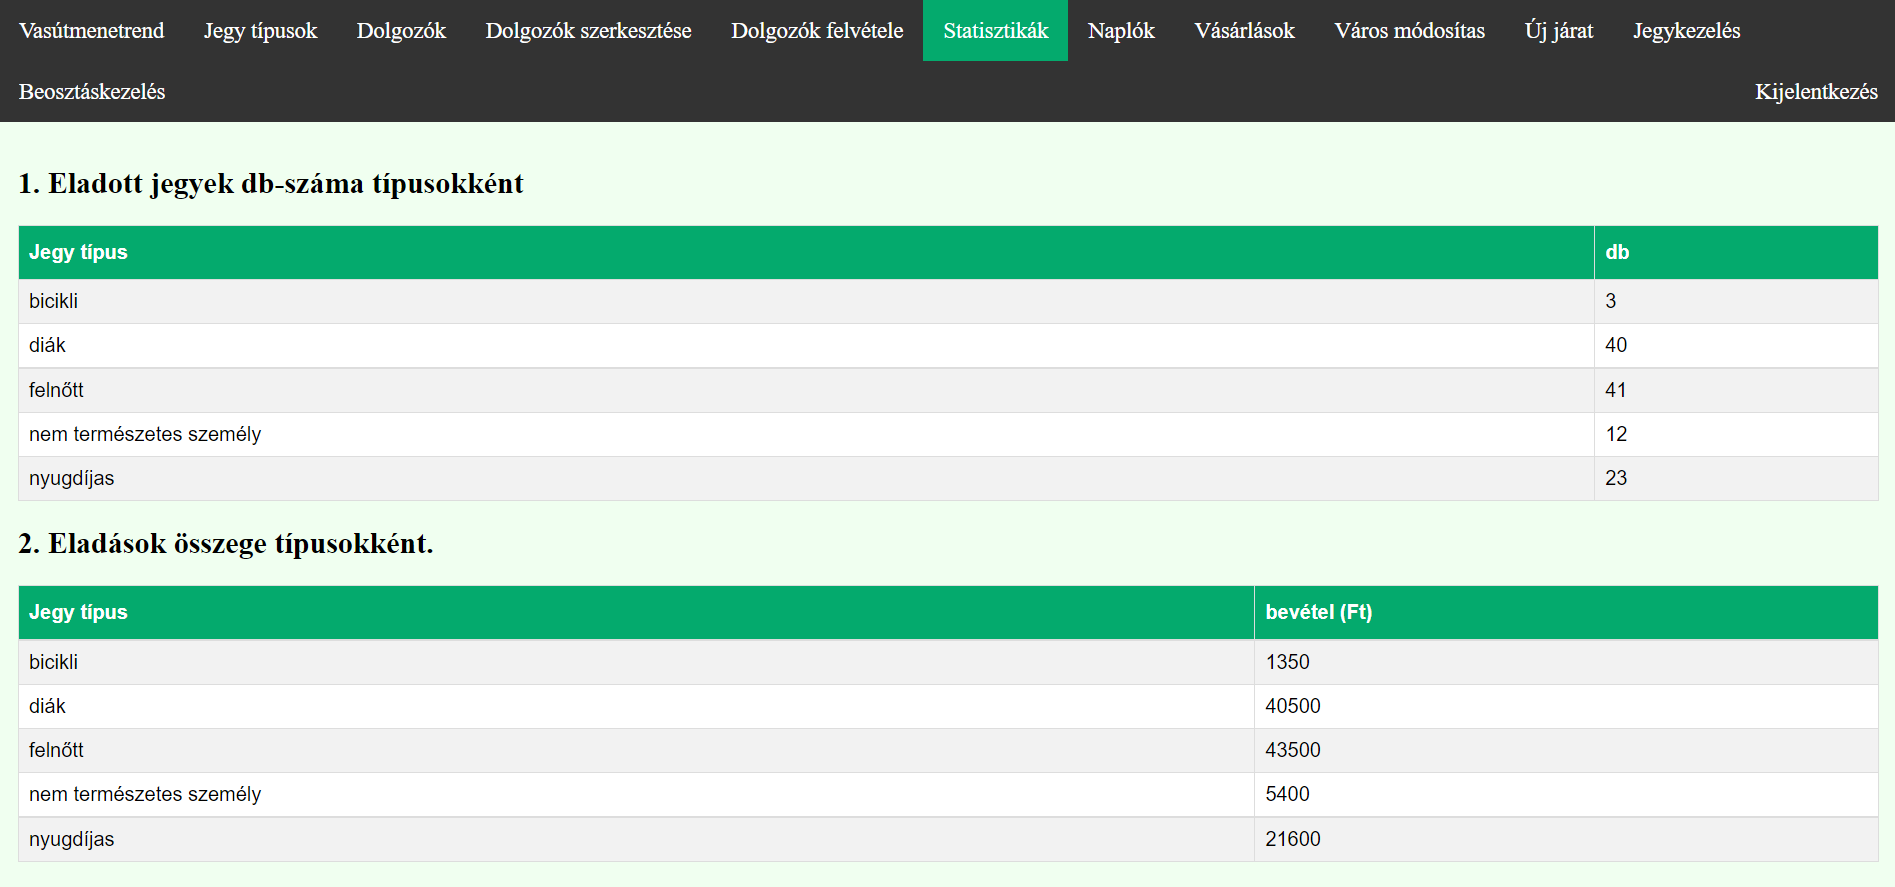 Vasútmenetrend Jegy típusok Dolgozók Dolgozók szerkesztése Dolgozók felvétele Statisztikák Naplók Vásárlások Város módosítas Új járat Jegykezelés
Beosztáskezelés Kijelentkezés
1. Eladott jegyek db-száma típusokként
Jegy típus db
bicikli 3
diák 40
felnőtt 41
nem természetes személy 12
nyugdíjas 23
2. Eladások összege típusokként.
Jegy típus bevétel (Ft)
bicikli 1350
diák 40500
felnőtt 43500
nem természetes személy 5400
nyugdíjas 21600